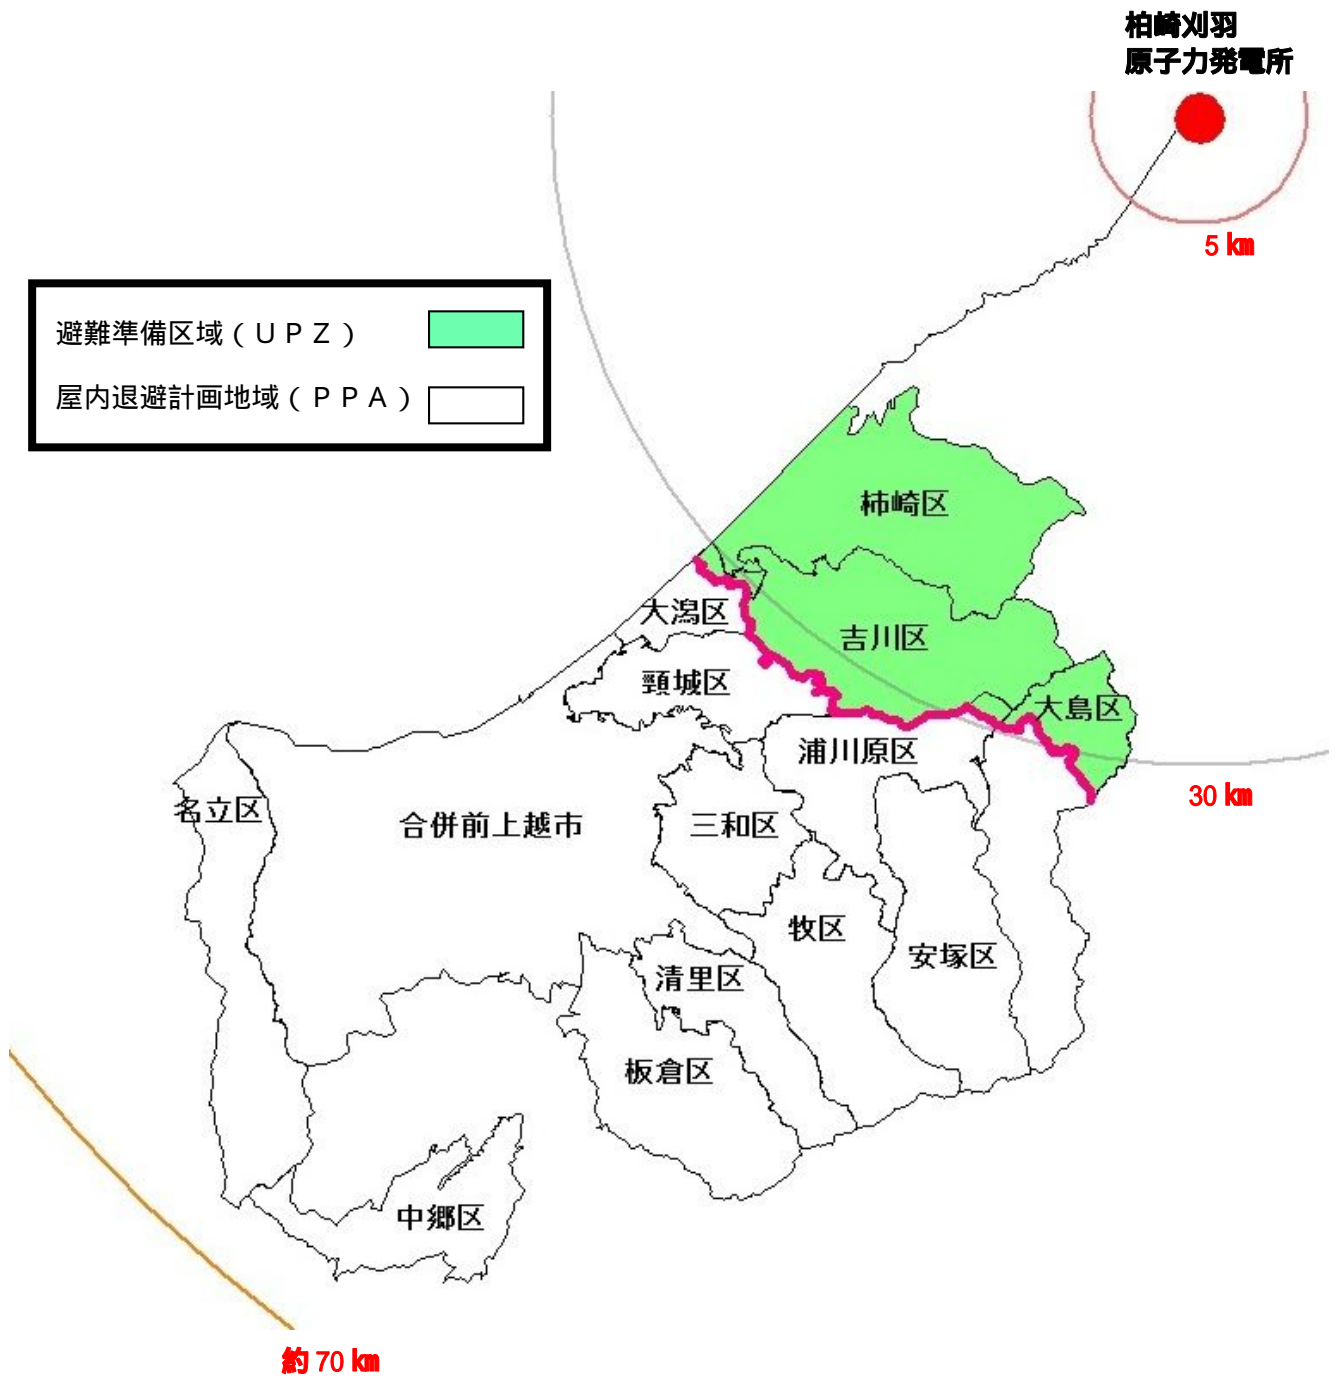 柏崎刈羽
原子力発電所
5 ㎞
避難準備区域（ＵＰＺ）
屋内退避計画地域（ＰＰＡ）
柿崎区
大潟区
吉川区
頸城区
大島区
浦川原区
30 ㎞
名立区
合併前上越市
三和区
牧区
安塚区
清里区
板倉区
中郷区
約 70 ㎞